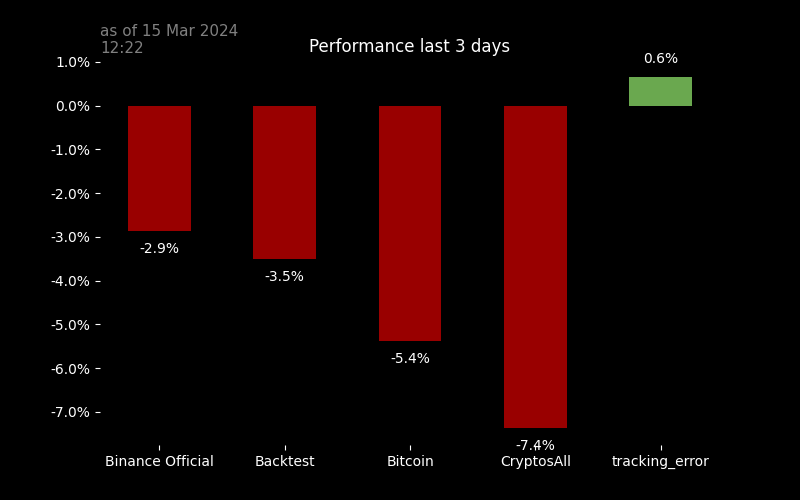 as of 15 Mar 2024
12:22
Performance last 3 days
1.0%
0.0%
-1.0%
-2.0%
-3.0%
-4.0%
-5.0%
-6.0%
-7.0%
-2.9%
-3.5%
-5.4%
-7.4%
0.6%
Binance Official
Backtest
Bitcoin
CryptosAll
tracking_error